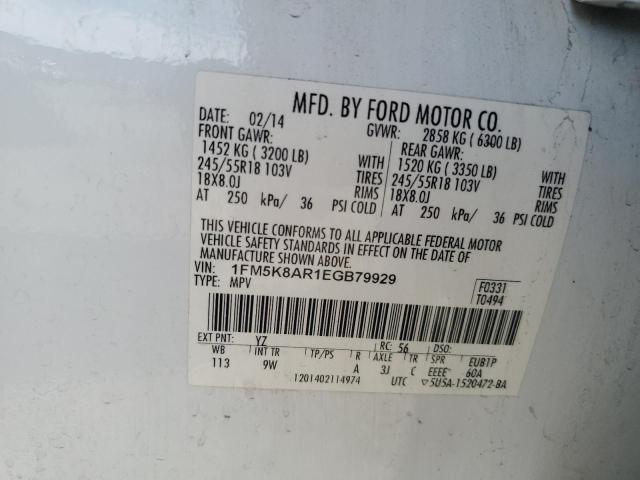 MFD. BY FORD MOTOR CO.
DATE: 02/14 GVWR: 2858 KG ( 6300 LB)
FRONT GAWR: REAR GAWR:
1452 KG ( 3200 LB) WITH 1520 KG ( 3350 LB) WITH
245/55R18 103V TIRES 245/55R18 103V TIRES
18X8.0J RIMS 18X8.0J RIMS
AT 250 kPa/ 36 PSI COLD AT 250 kPa/ 36 PSI COLD
THIS VEHICLE CONFORMS TO ALL APPLICABLE FEDERAL MOTOR
VEHICLE SAFETY STANDARDS IN EFFECT ON THE DATE OF
MANUFACTURE SHOWN ABOVE.
VIN: 1FM5K8AR1EGB79929
TYPE: MPV
F0331
T0494
EXT PNT: YZ RC: 56 DSO:
WB INT TR TP/PS R AXLE TR SPR EUB1P
113 9W A 3J C EEEE 60A
1201402114974 UTC ▽5U5A-1520472-BA